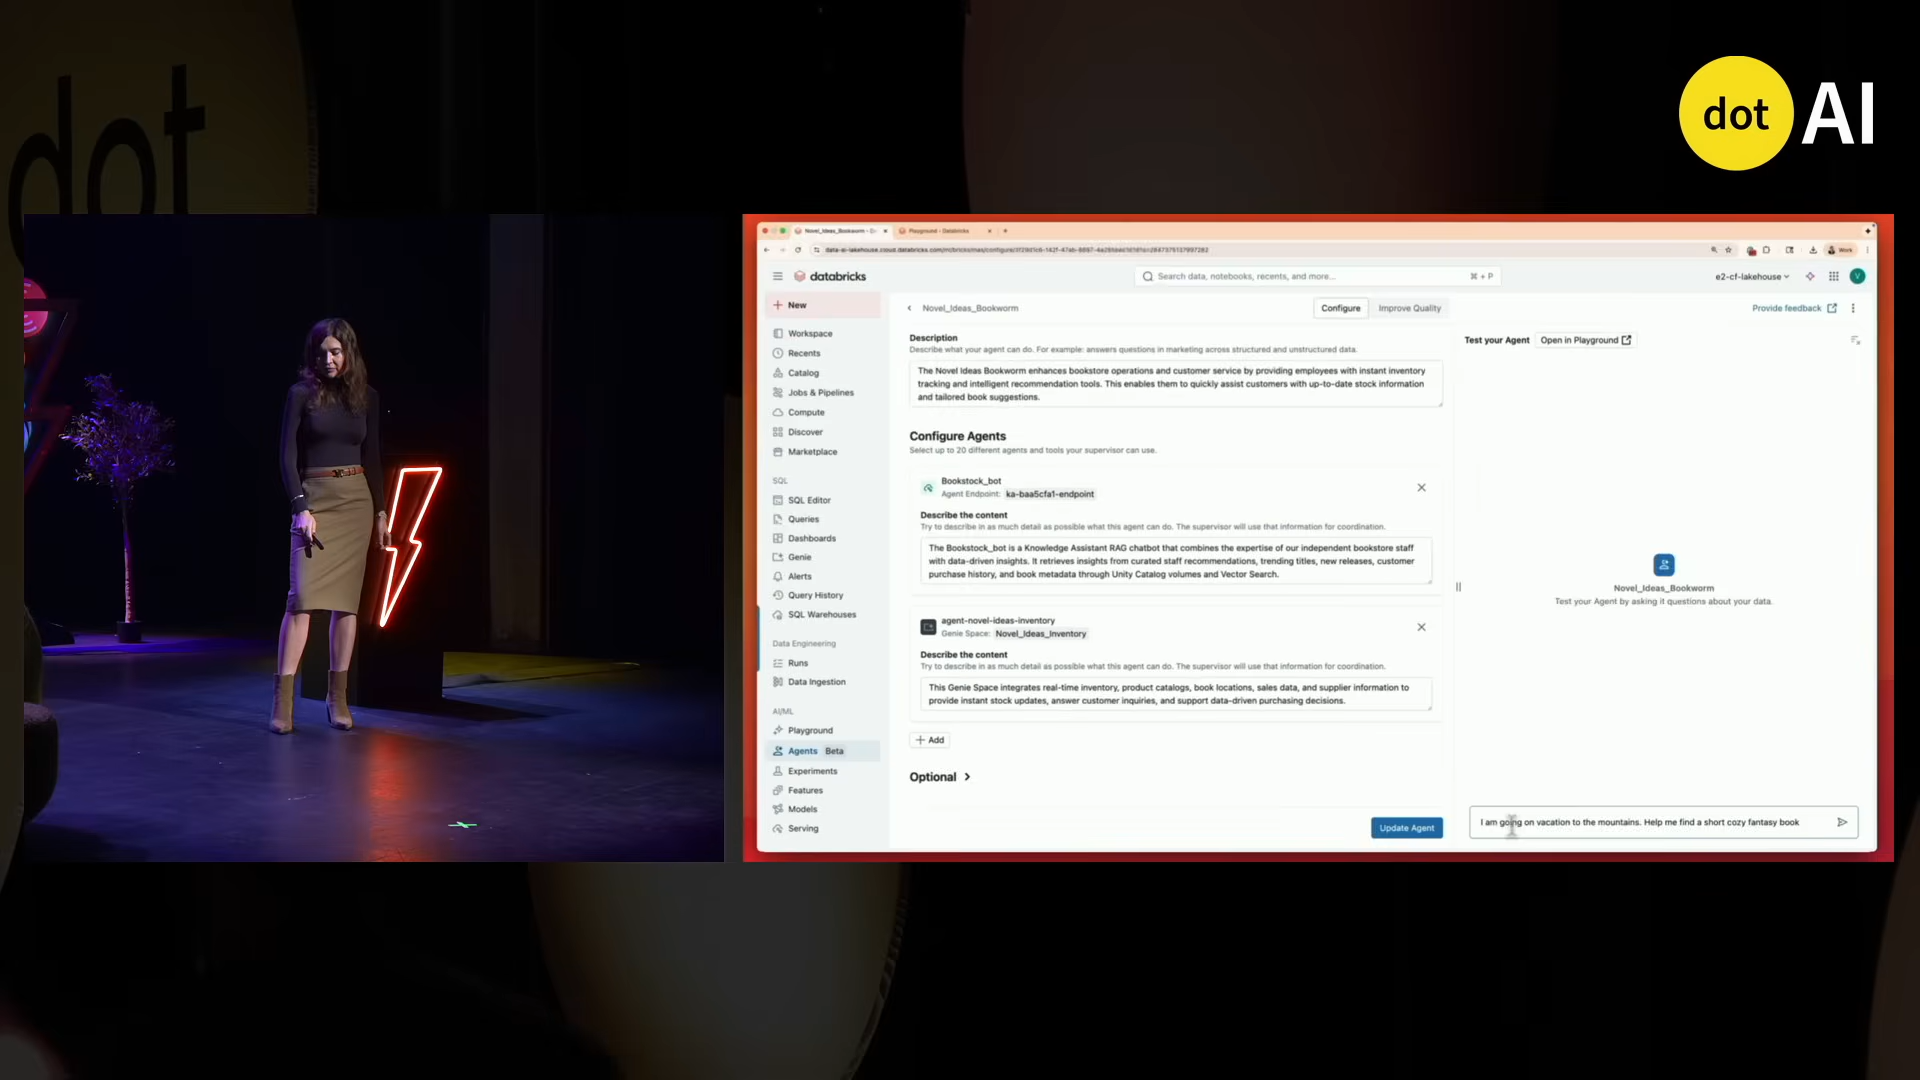 dot
dot AI
Novel_Ideas_Bookworm - D
Playground - Databricks
databricks
Search data, notebooks, recents, and more...
⌘ + P
e2-cf-lakehouse
V
Work
New
Workspace
Recents
Catalog
Jobs & Pipelines
Compute
Discover
Marketplace
SQL
SQL Editor
Queries
Dashboards
Genie
Alerts
Query History
SQL Warehouses
Data Engineering
Runs
Data Ingestion
AI/ML
Playground
Agents Beta
Experiments
Features
Models
Serving
Novel_Ideas_Bookworm
Configure
Improve Quality
Provide feedback
Description
Describe what your agent can do. For example: answers questions in marketing across structured and unstructured data.
The Novel Ideas Bookworm enhances bookstore operations and customer service by providing employees with instant inventory
tracking and intelligent recommendation tools. This enables them to quickly assist customers with up-to-date stock information
and tailored book suggestions.
Configure Agents
Select up to 20 different agents and tools your supervisor can use.
Bookstock_bot
Agent Endpoint: ka-baa5cfa1-endpoint
Describe the content
Try to describe in as much detail as possible what this agent can do. The supervisor will use that information for coordination.
The Bookstock_bot is a Knowledge Assistant RAG chatbot that combines the expertise of our independent bookstore staff
with data-driven insights. It retrieves insights from curated staff recommendations, trending titles, new releases, customer
purchase history, and book metadata through Unity Catalog volumes and Vector Search.
agent-novel-ideas-inventory
Genie Space: Novel_Ideas_Inventory
Describe the content
Try to describe in as much detail as possible what this agent can do. The supervisor will use that information for coordination.
This Genie Space integrates real-time inventory, product catalogs, book locations, sales data, and supplier information to
provide instant stock updates, answer customer inquiries, and support data-driven purchasing decisions.
Add
Optional
Update Agent
Test your Agent
Open in Playground
Novel_Ideas_Bookworm
Test your Agent by asking it questions about your data.
I am going on vacation to the mountains. Help me find a short cozy fantasy book